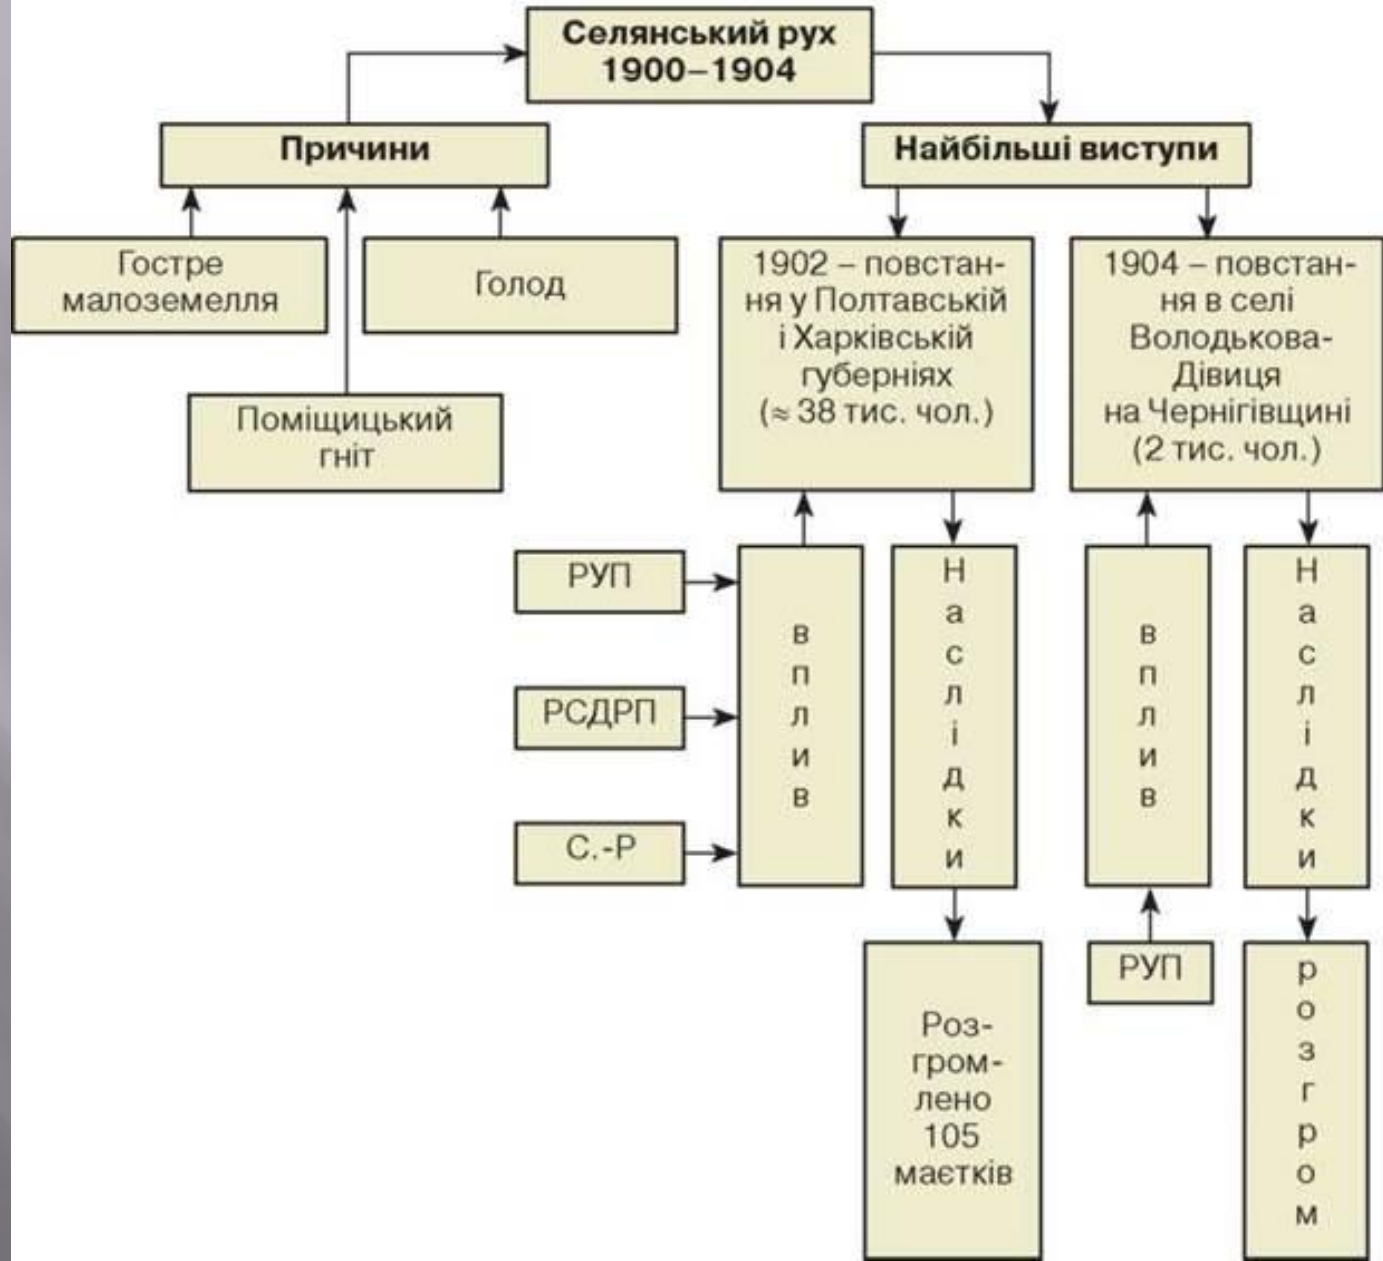 Селянський рух
1900–1904
Причини
Найбільші виступи
Гостре
малоземелля
Голод
Поміщицький
гніт
1902 – повстан-
ня у Полтавській
і Харківській
губерніях
(≈ 38 тис. чол.)
1904 – повстан-
ня в селі
Володькова-
Дівиця
на Чернігівщині
(2 тис. чол.)
РУП
РСДРП
С.-Р
вплив
Наслідки
вплив
Наслідки
Роз-
гром-
лено
105
маєтків
РУП
розгром